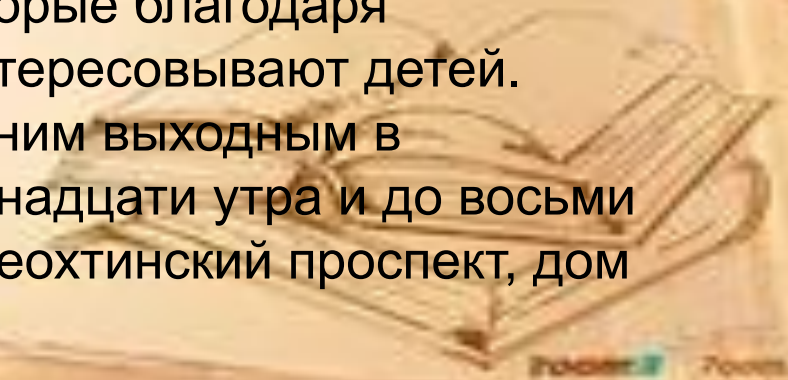 орые благодаря
тересовывают детей.
ним выходным в
надцати утра и до восьми
еохтинский проспект, дом